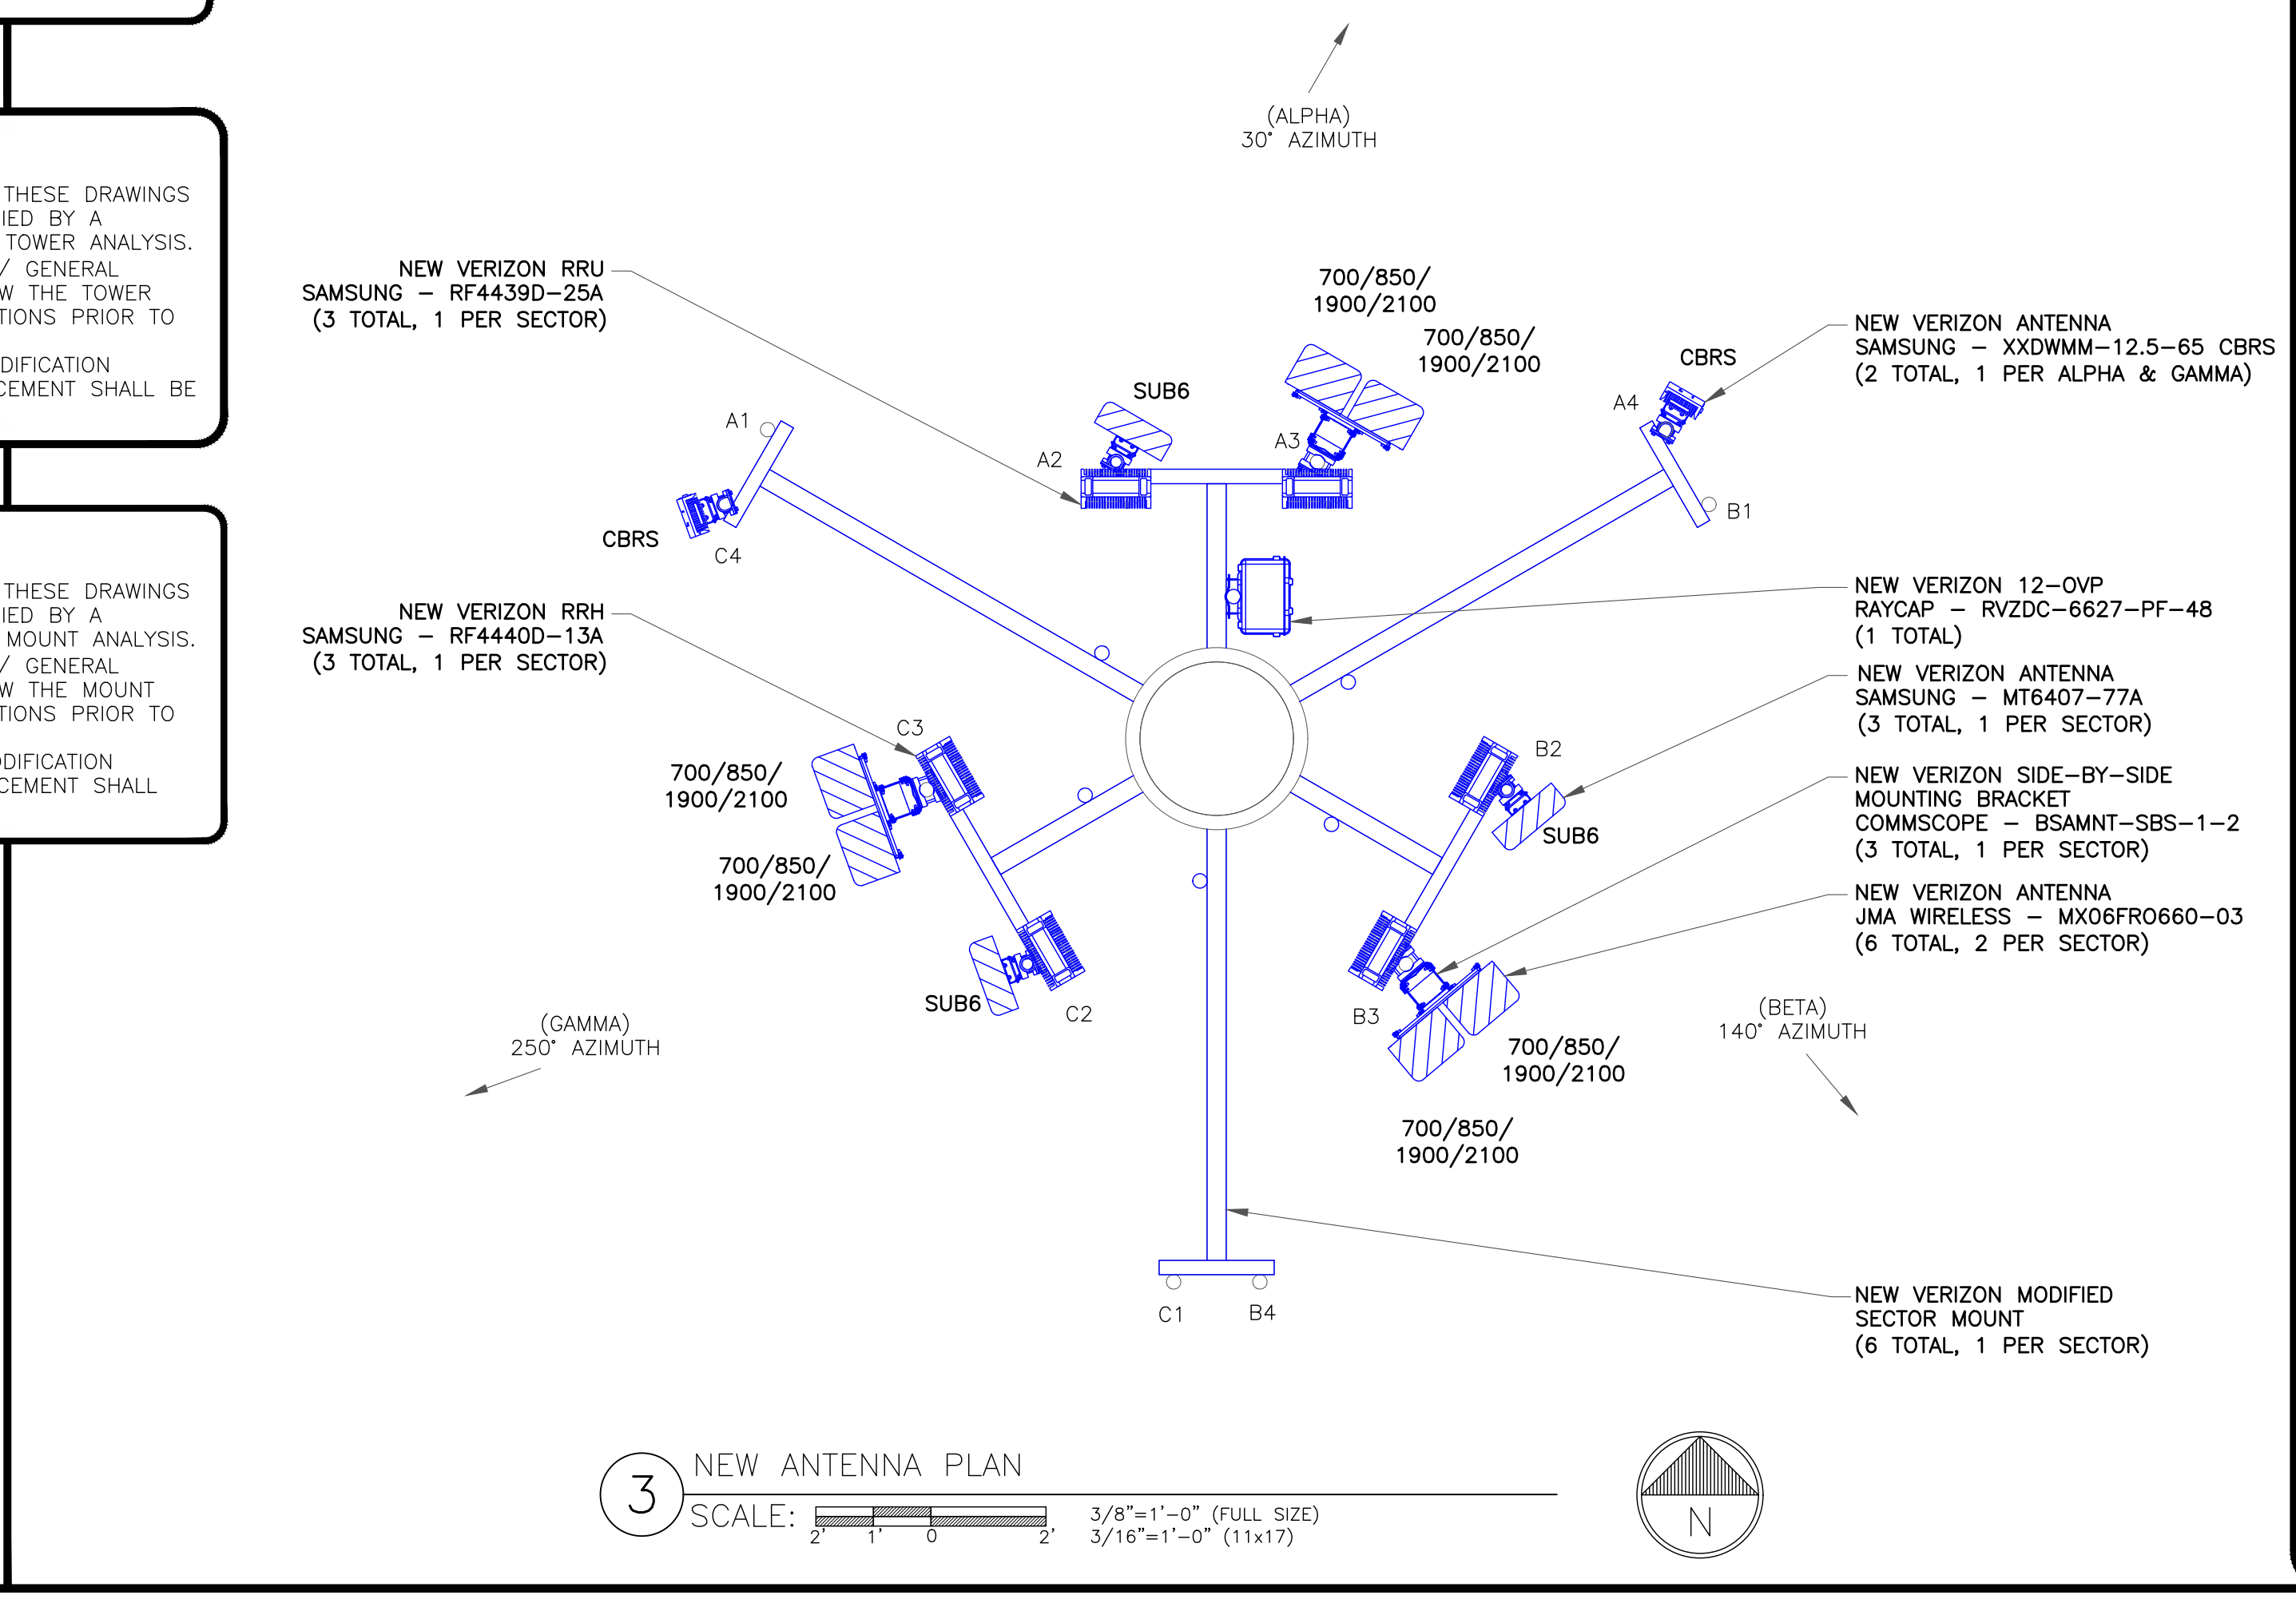 THESE DRAWINGS
IED BY A
TOWER ANALYSIS.
/ GENERAL
W THE TOWER
TIONS PRIOR TO
DIFICATION
CEMENT SHALL BE
THESE DRAWINGS
IED BY A
MOUNT ANALYSIS.
/ GENERAL
W THE MOUNT
TIONS PRIOR TO
ODIFICATION
CEMENT SHALL
(ALPHA)
30° AZIMUTH
NEW VERIZON RRU
SAMSUNG – RF4439D–25A
(3 TOTAL, 1 PER SECTOR)
700/850/
1900/2100
700/850/
1900/2100
SUB6
CBRS
NEW VERIZON ANTENNA
SAMSUNG – XXDWMM–12.5–65 CBRS
(2 TOTAL, 1 PER ALPHA & GAMMA)
A1
A2
A3
A4
B1
CBRS
C4
NEW VERIZON RRH
SAMSUNG – RF4440D–13A
(3 TOTAL, 1 PER SECTOR)
NEW VERIZON 12–OVP
RAYCAP – RVZDC–6627–PF–48
(1 TOTAL)
NEW VERIZON ANTENNA
SAMSUNG – MT6407–77A
(3 TOTAL, 1 PER SECTOR)
C3
B2
700/850/
1900/2100
700/850/
1900/2100
SUB6
NEW VERIZON SIDE–BY–SIDE
MOUNTING BRACKET
COMMSCOPE – BSAMNT–SBS–1–2
(3 TOTAL, 1 PER SECTOR)
NEW VERIZON ANTENNA
JMA WIRELESS – MX06FRO660–03
(6 TOTAL, 2 PER SECTOR)
SUB6
C2
B3
(GAMMA)
250° AZIMUTH
(BETA)
140° AZIMUTH
700/850/
1900/2100
700/850/
1900/2100
C1
B4
NEW VERIZON MODIFIED
SECTOR MOUNT
(6 TOTAL, 1 PER SECTOR)
3
NEW ANTENNA PLAN
SCALE:
2' 1' 0 2'
3/8"=1'–0" (FULL SIZE)
3/16"=1'–0" (11x17)
N